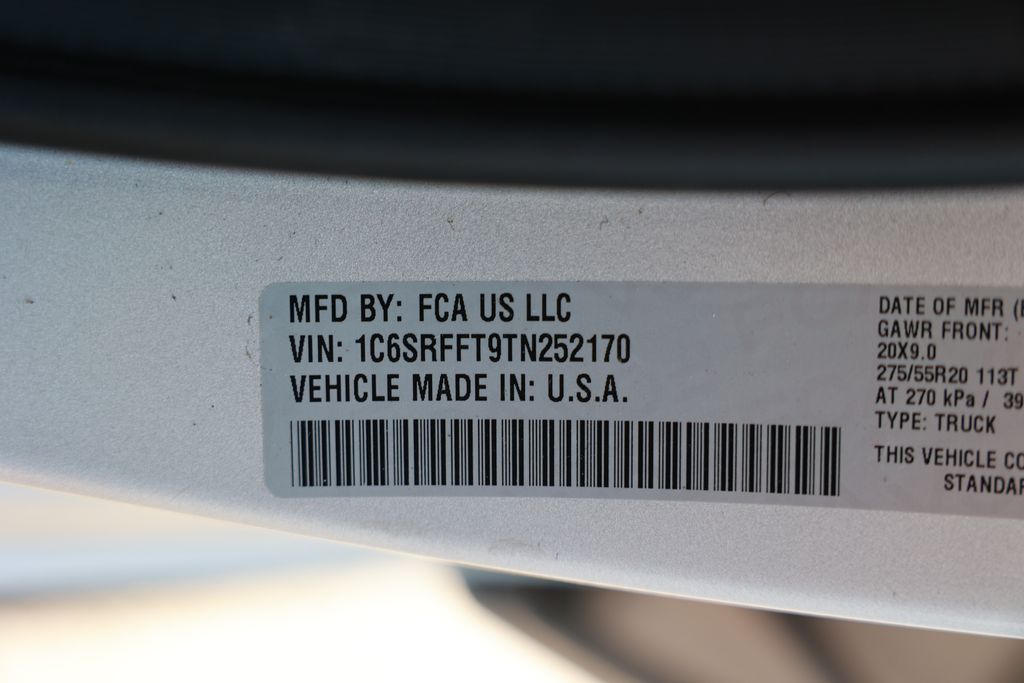 MFD BY: FCA US LLC
VIN: 1C6SRFFT9TN252170
VEHICLE MADE IN: U.S.A.
DATE OF MFR
GAWR FRONT:
20X9.0
275/55R20 113T
AT 270 kPa / 39
TYPE: TRUCK
THIS VEHICLE